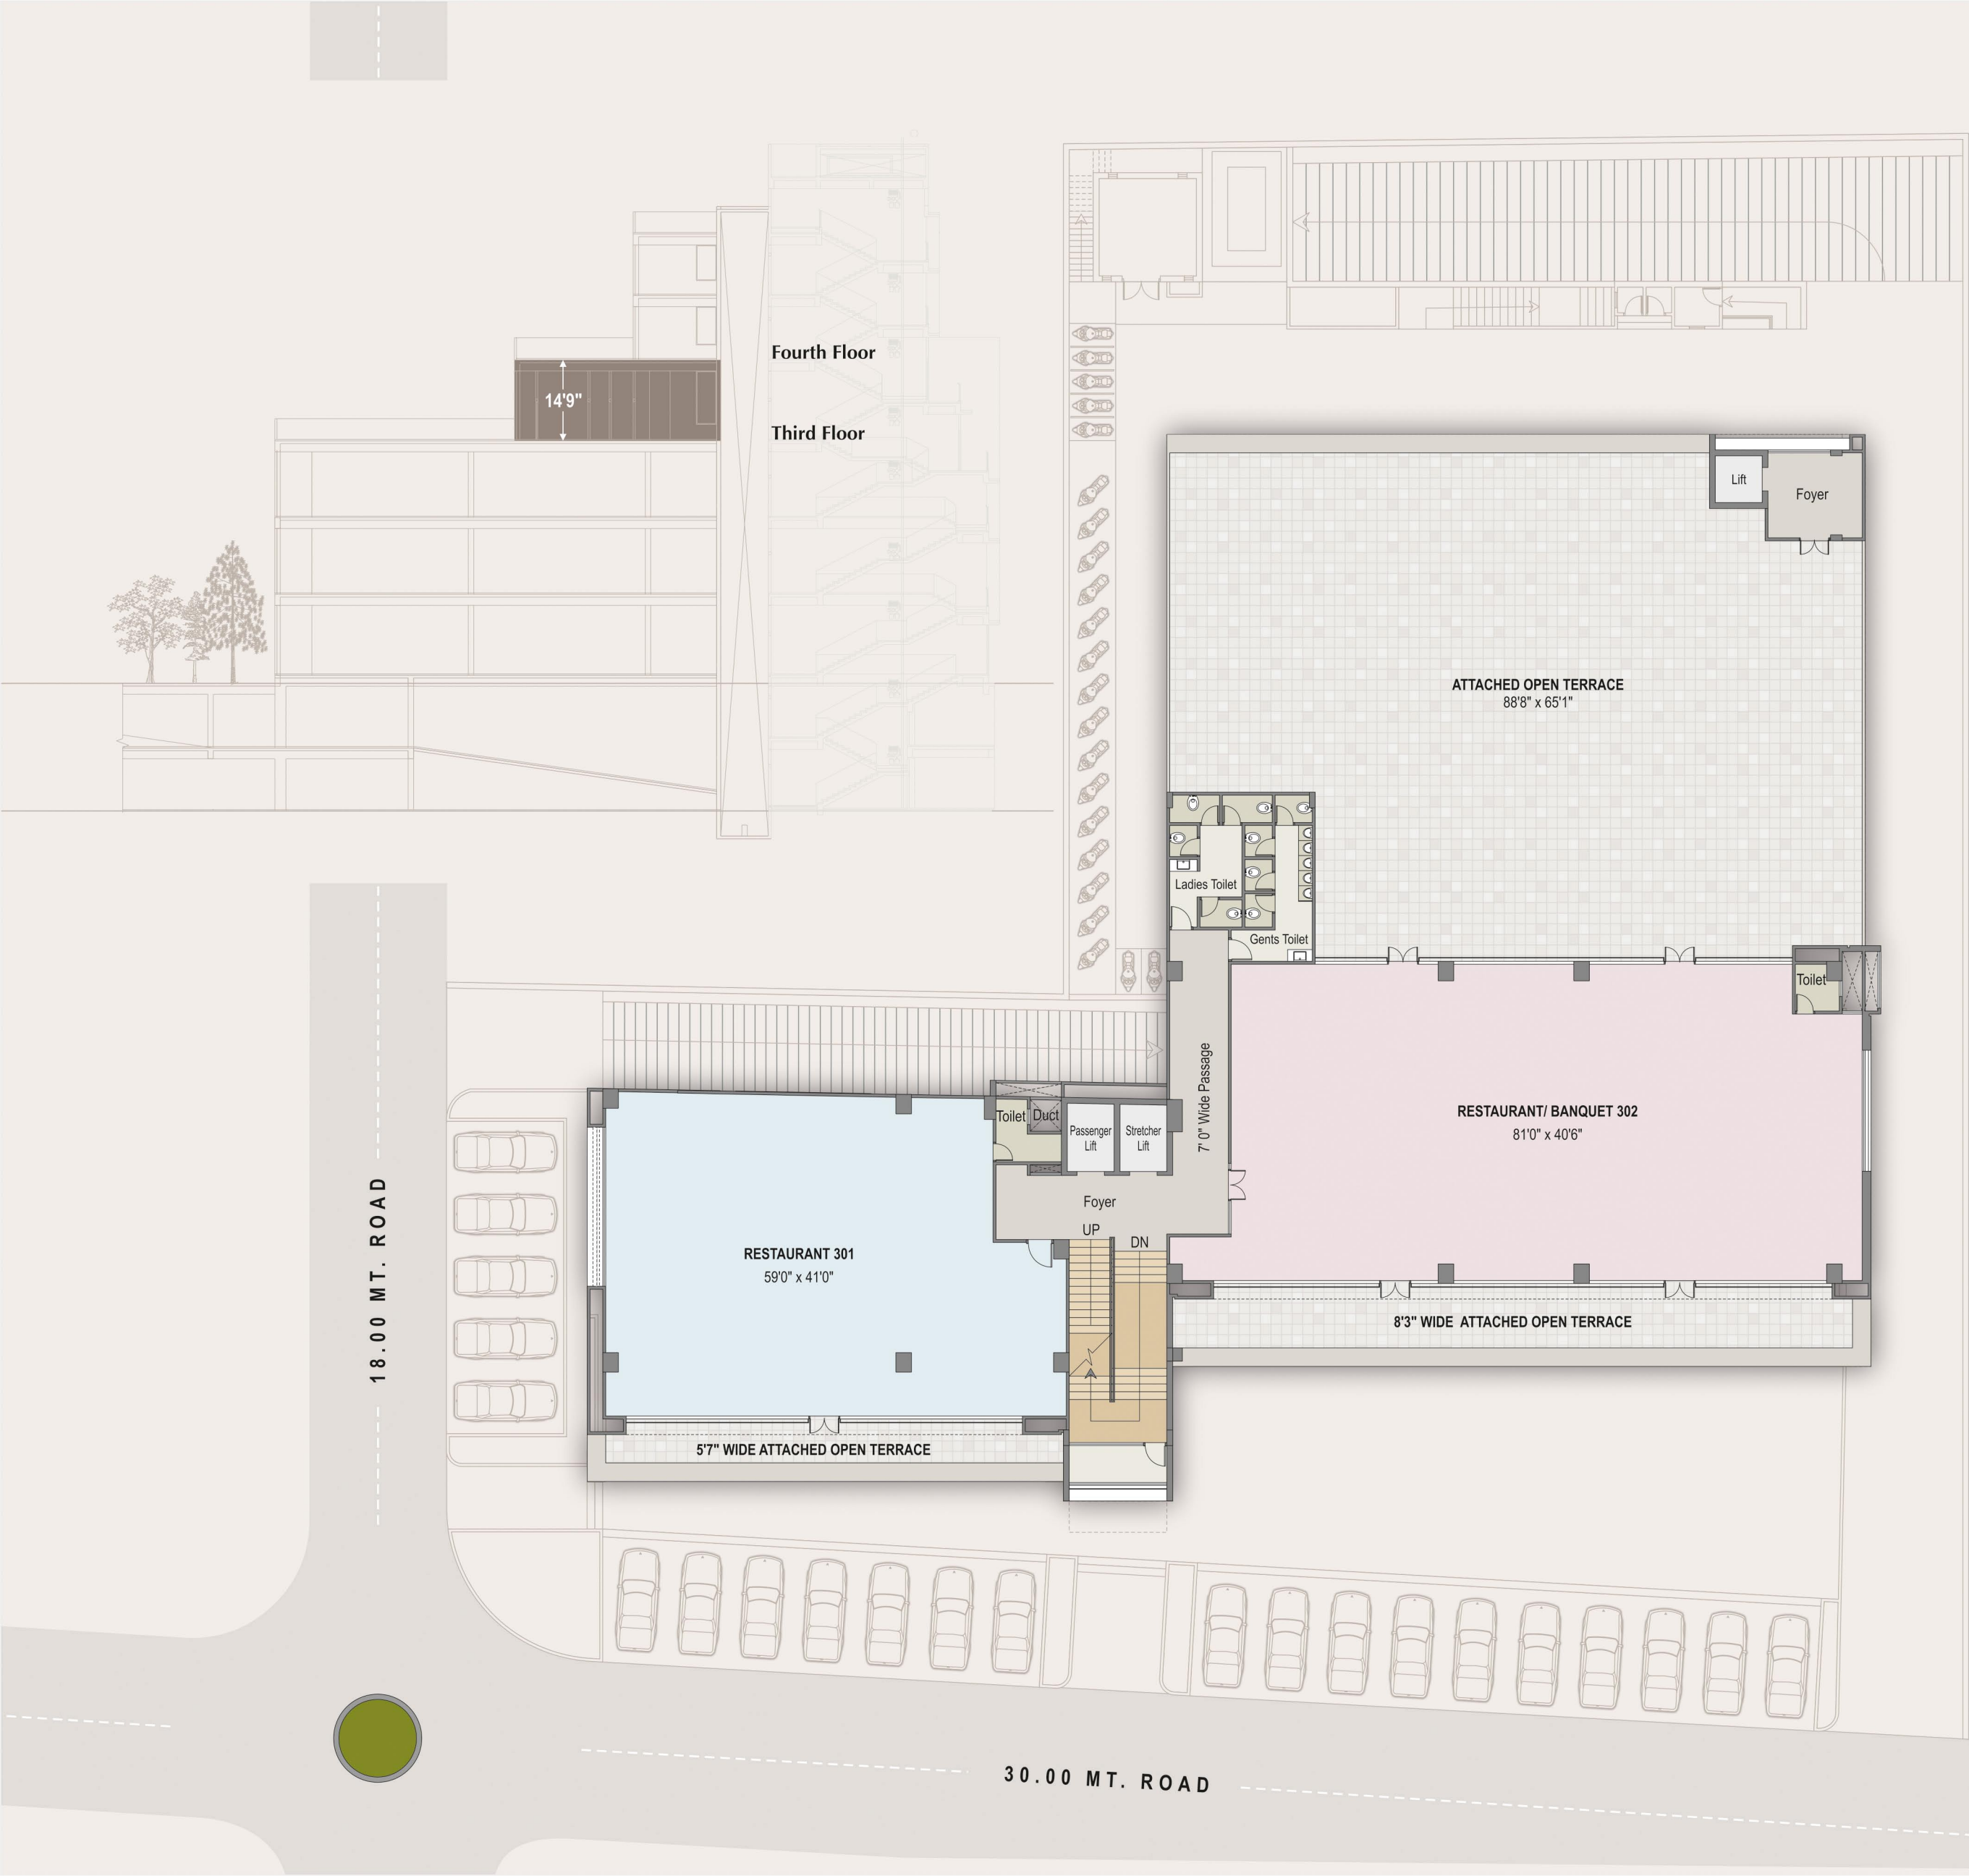 Fourth Floor
14'9"
Third Floor
Lift
Foyer
ATTACHED OPEN TERRACE
88'8" x 65'1"
Ladies Toilet
Gents Toilet
Toilet
7' 0" Wide Passage
RESTAURANT/ BANQUET 302
81'0" x 40'6"
Toilet
Duct
Passenger
Lift
Stretcher
Lift
Foyer
UP
DN
RESTAURANT 301
59'0" x 41'0"
8'3" WIDE ATTACHED OPEN TERRACE
5'7" WIDE ATTACHED OPEN TERRACE
18.00 MT. ROAD
30.00 MT. ROAD